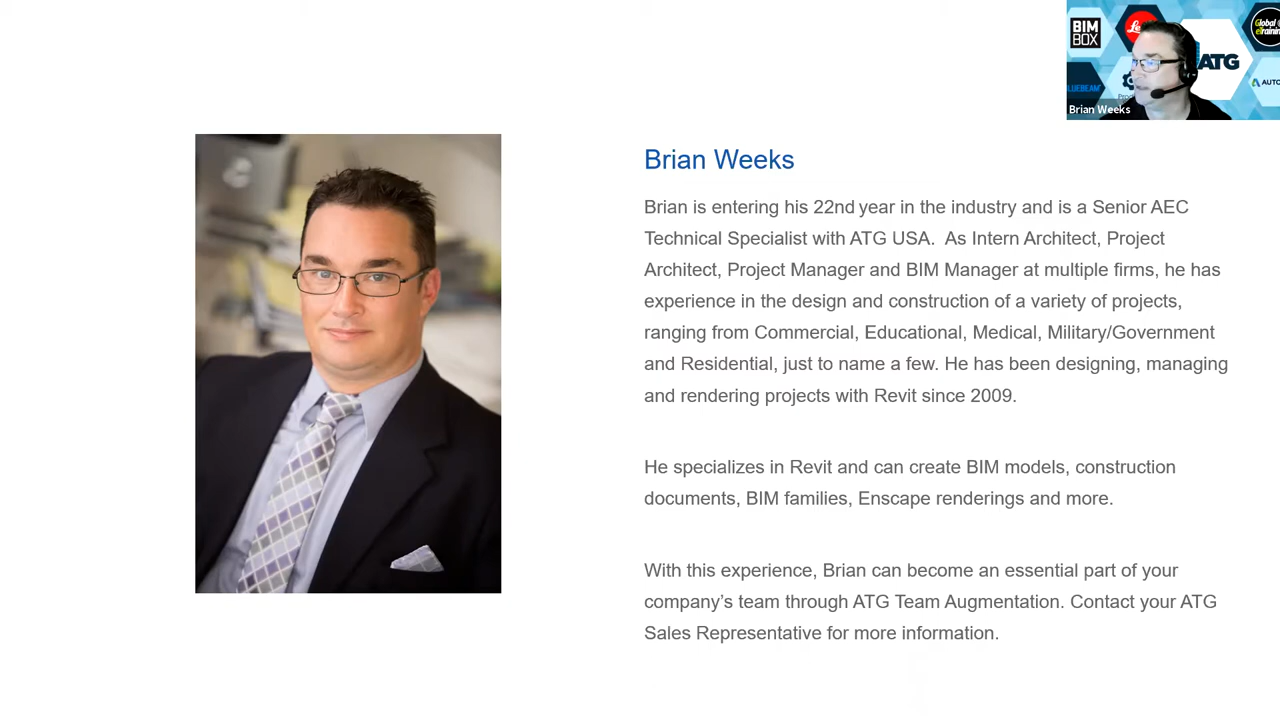 BIM
BOX
ATG
Brian Weeks
Brian Weeks
Brian is entering his 22nd year in the industry and is a Senior AEC
Technical Specialist with ATG USA.  As Intern Architect, Project
Architect, Project Manager and BIM Manager at multiple firms, he has
experience in the design and construction of a variety of projects,
ranging from Commercial, Educational, Medical, Military/Government
and Residential, just to name a few. He has been designing, managing
and rendering projects with Revit since 2009.
He specializes in Revit and can create BIM models, construction
documents, BIM families, Enscape renderings and more.
With this experience, Brian can become an essential part of your
company’s team through ATG Team Augmentation. Contact your ATG
Sales Representative for more information.